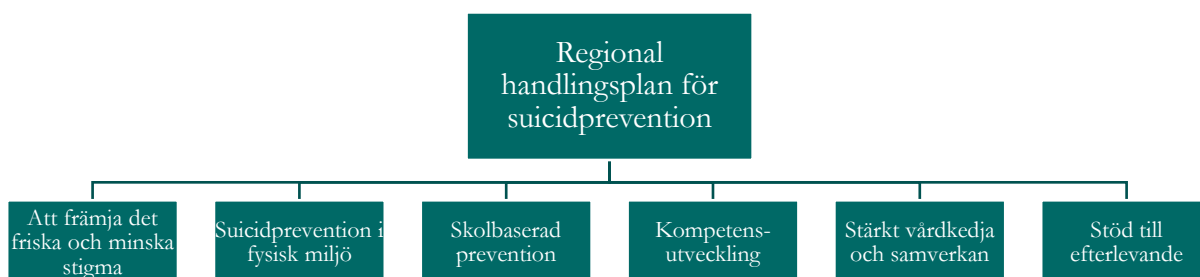 Regional
handlingsplan för
suicidprevention
Att främja det
friska och minska
stigma
Suicidprevention i
fysisk miljö
Skolbaserad
prevention
Kompetens-
utveckling
Stärkt vårdkedja
och samverkan
Stöd till
efterlevande